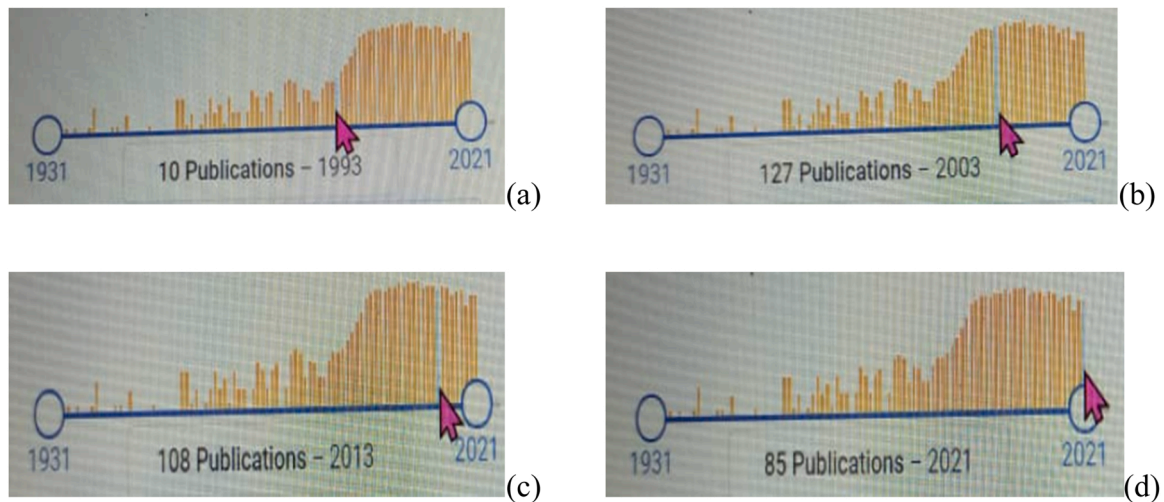 1931
10 Publications – 1993
2021
(a)
1931
127 Publications – 2003
2021
(b)
1931
108 Publications – 2013
2021
(c)
1931
85 Publications – 2021
2021
(d)